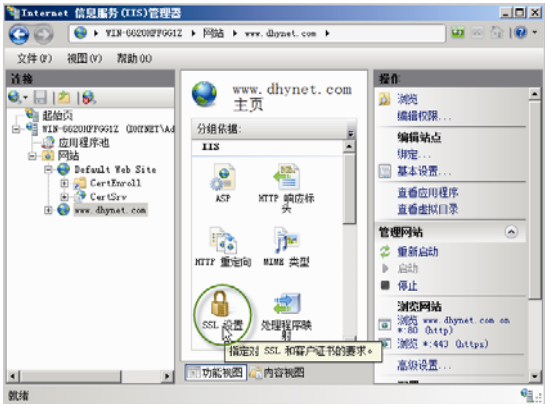 Internet 信息服务(IIS)管理器
WIN-6620HFPGG1Z
网站
www.dhynet.com
文件(F)
视图(V)
帮助(H)
连接
起始页
WIN-6620HFPGG1Z (DHYNET\Ad
应用程序池
网站
Default Web Site
CertEnroll
CertSrv
www.dhynet.com
www.dhynet.com
主页
分组依据:
IIS
ASP
HTTP 响应标
头
HTTP 重定向
MIME 类型
SSL 设置
处理程序映
射
指定对 SSL 和客户证书的要求。
功能视图
内容视图
操作
浏览
编辑权限...
编辑站点
绑定...
基本设置...
查看应用程序
查看虚拟目录
管理网站
重新启动
启动
停止
浏览网站
浏览 www.dhynet.com on
*:80 (http)
浏览 *:443 (https)
高级设置...
就绪